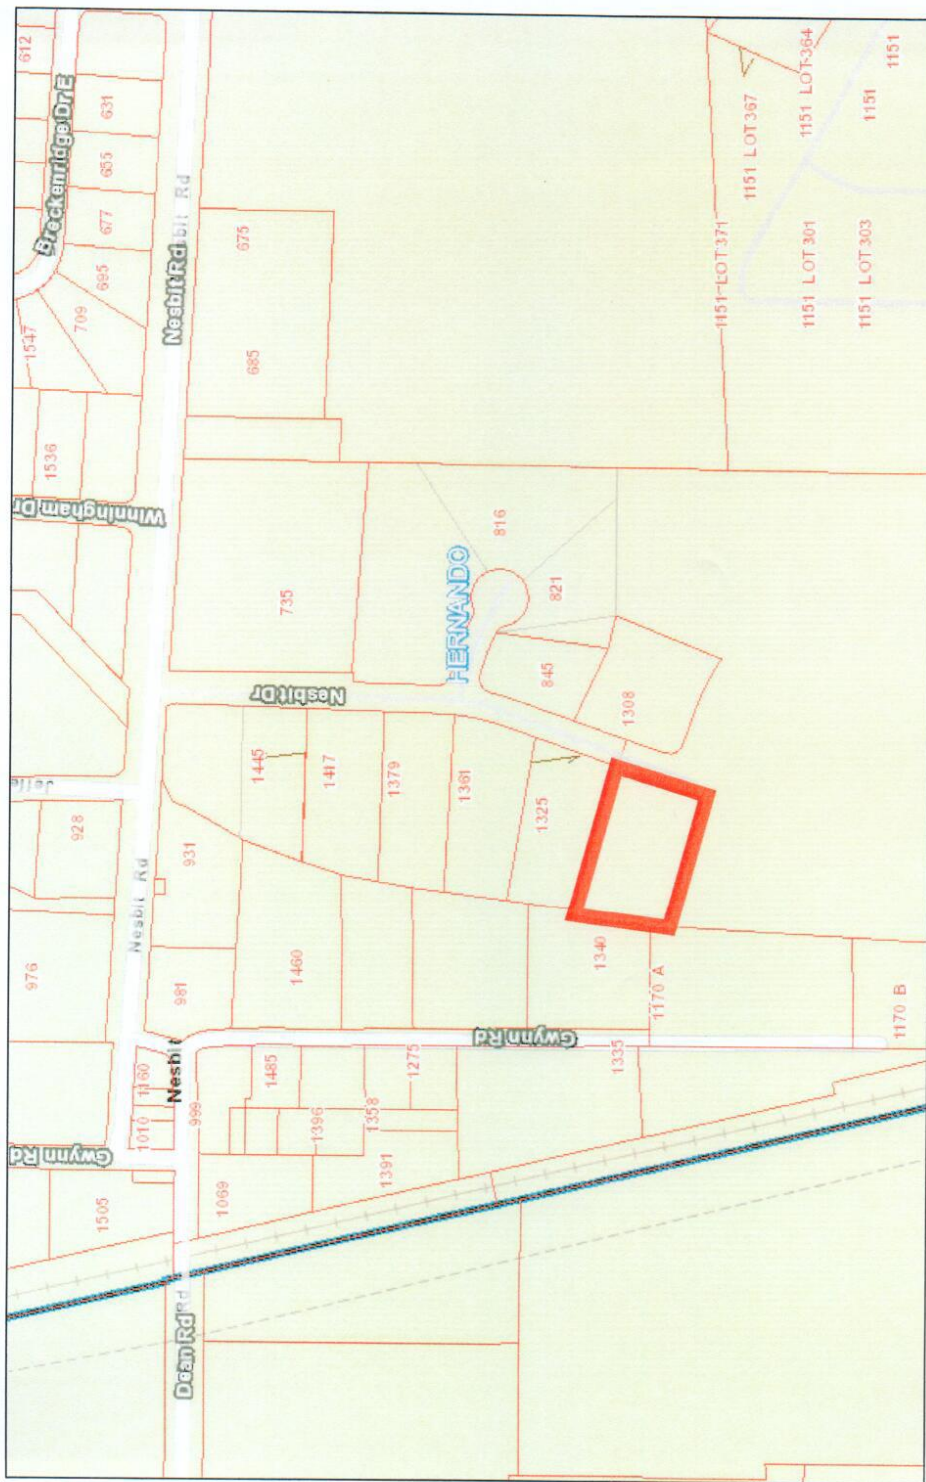 612
Breckenridge Dr E
631
655
677
695
709
1547
1536
Winningham Dr
Nesbit Rd
Nesbit Rd
675
685
1151 LOT 364
1151
1151 LOT 367
1151
1151 LOT 371
1151 LOT 301
1151 LOT 303
816
HERNANDO
821
735
845
Nesbit Dr
1308
1445
1417
1379
1361
1325
928
931
Nesbit Rd
976
981
1460
1340
1170 A
1170 B
Nesbit
Gwynn Rd
1335
1160
1485
1275
1010
999
1396
1358
Gwynn Rd
1391
1505
1069
Dean Rd
Rd